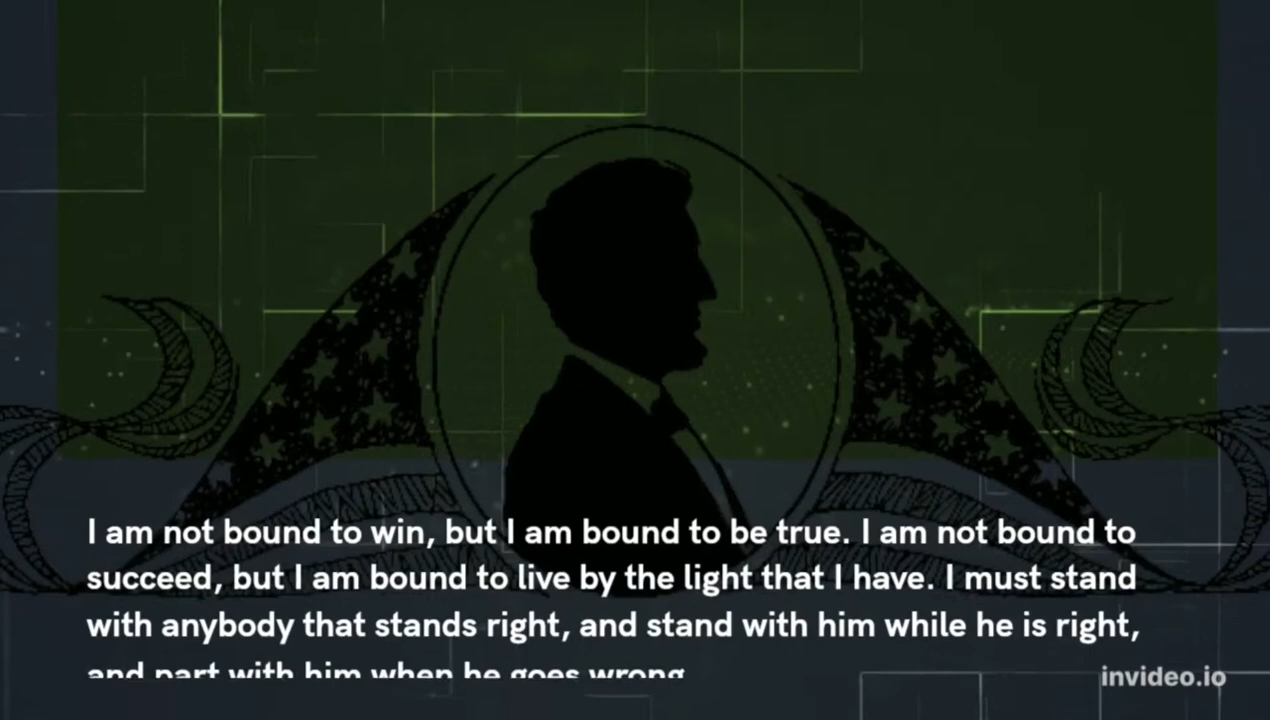 I am not bound to win, but I am bound to be true. I am not bound to
succeed, but I am bound to live by the light that I have. I must stand
with anybody that stands right, and stand with him while he is right,
and part with him when he goes wrong
invideo.io